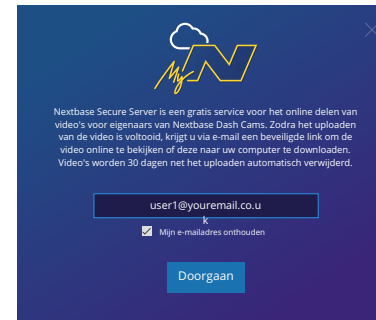 My N
Nextbase Secure Server is een gratis service voor het online delen van
video's voor eigenaars van Nextbase Dash Cams. Zodra het uploaden
van de video is voltooid, krijgt u via e-mail een beveiligde link om de
video online te bekijken of deze naar uw computer te downloaden.
Video's worden 30 dagen net het uploaden automatisch verwijderd.
user1@youremail.co.u
k
Mijn e-mailadres onthouden
Doorgaan